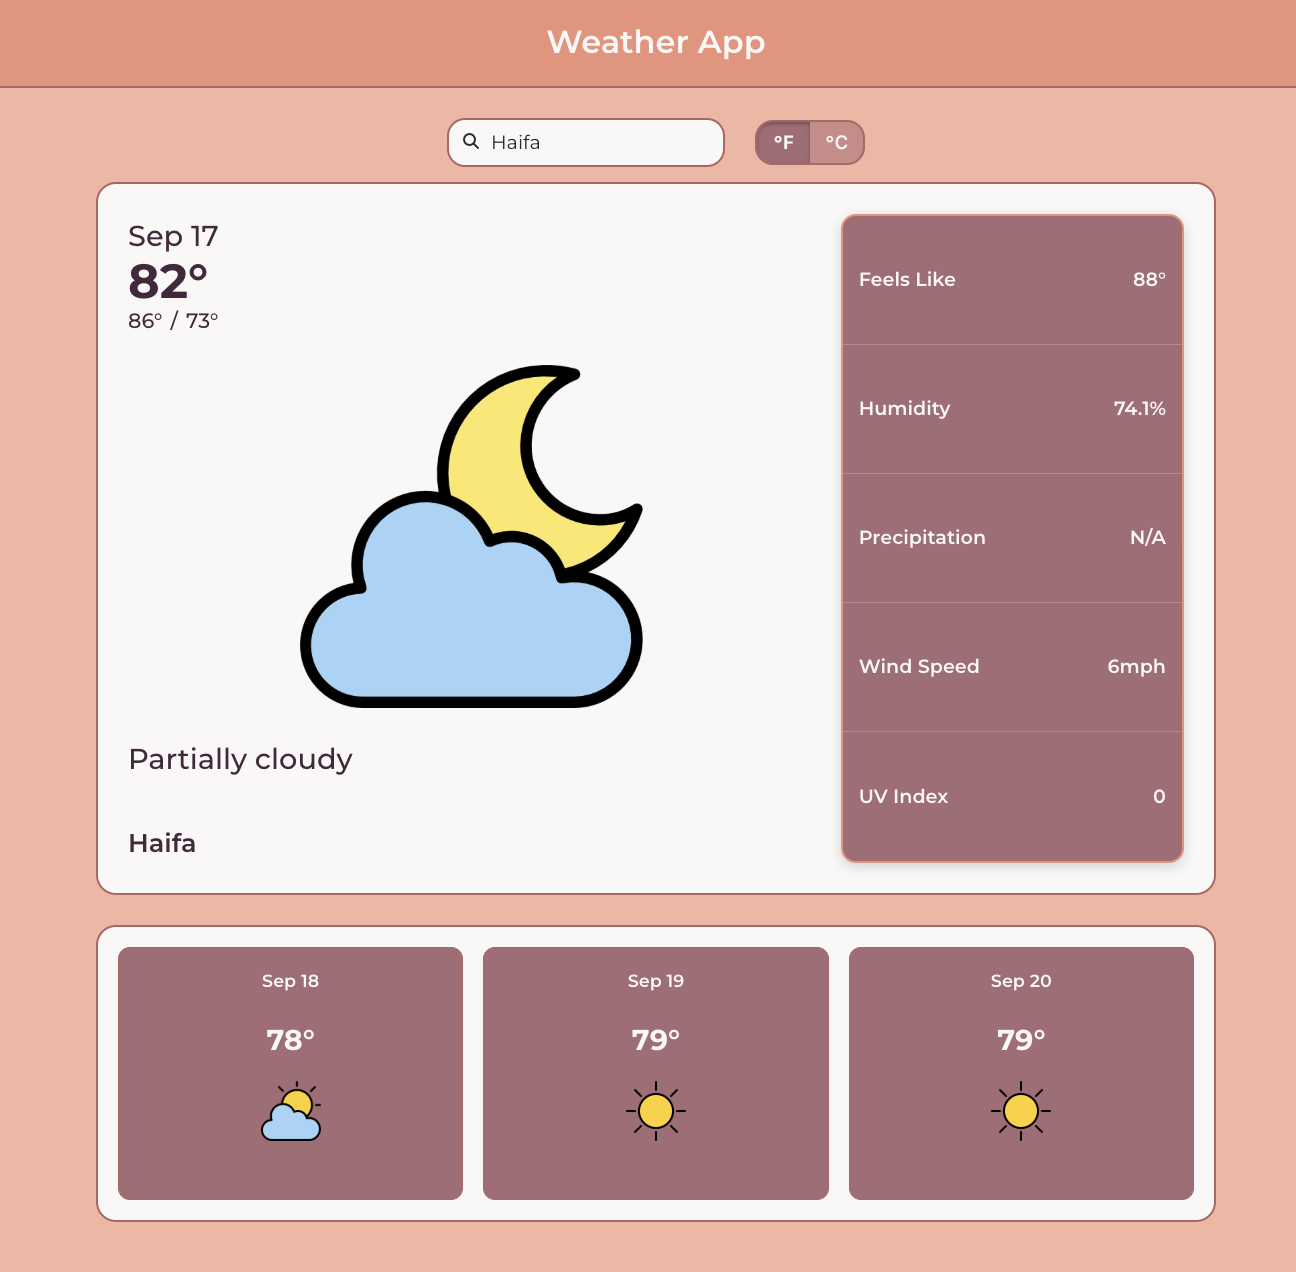 Weather App
Haifa
°F °C
Sep 17
82°
86° / 73°
Partially cloudy
Haifa
Feels Like 88°
Humidity 74.1%
Precipitation N/A
Wind Speed 6mph
UV Index 0
Sep 18
78°
Sep 19
79°
Sep 20
79°